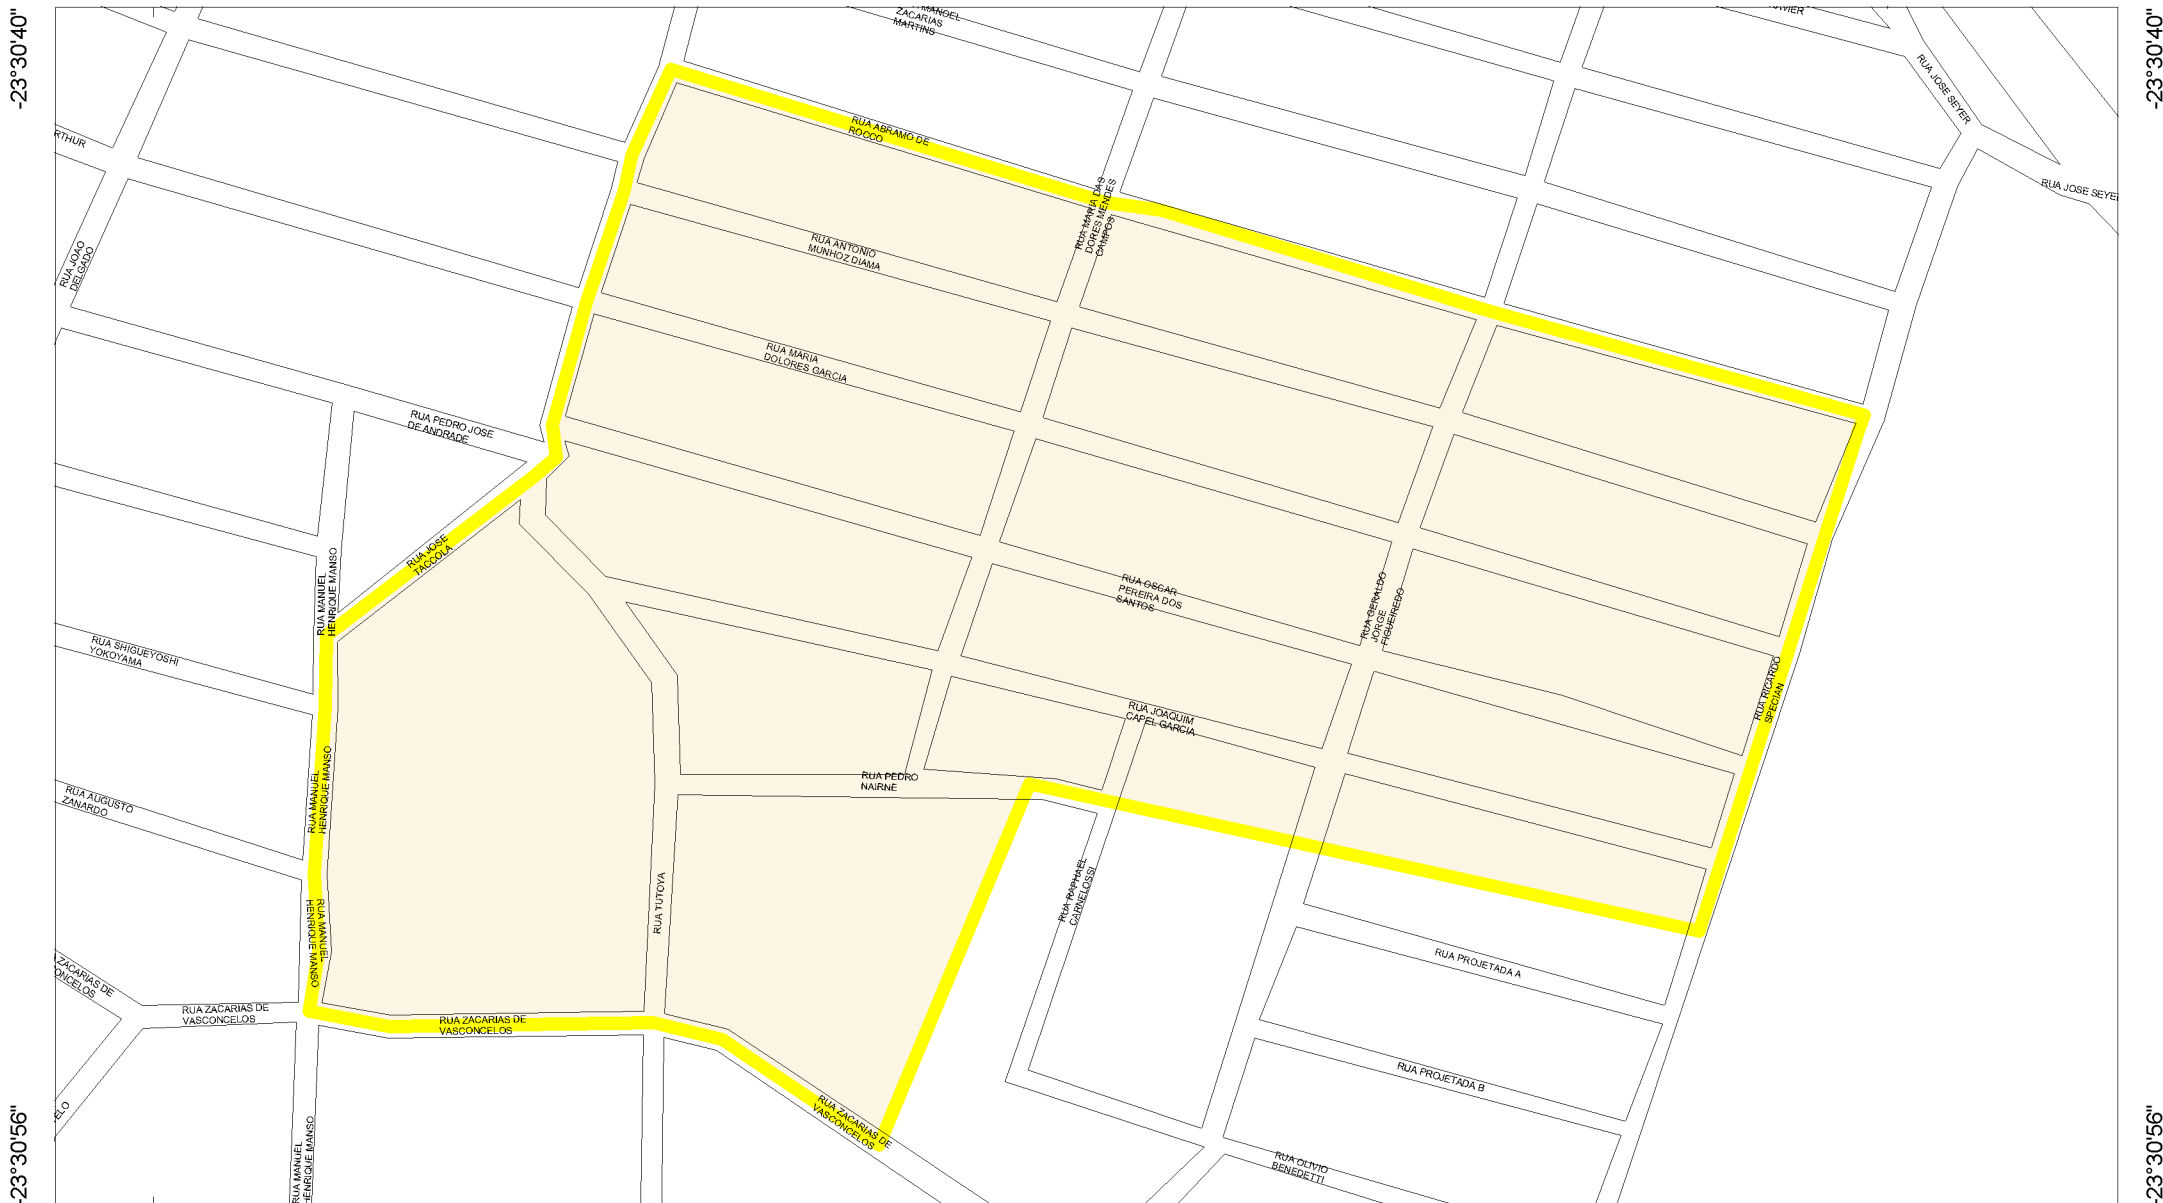 -23°30'40"
-23°30'40"
MANOEL
ZACARIAS
MARTINS
RUA JOSE SEYER
RUA JOSE SEYER
RTHUR
RUA ABRAMO DE
ROCCO
RUA MARIA DAS
DORES MENDES
CAMPOS
RUA JOAO
DELGADO
RUA ANTONIO
MUNHOZ DIAMA
RUA MARIA
DOLORES GARCIA
RUA PEDRO JOSE
DE ANDRADE
RUA JOSE
TACCOLA
RUA MANUEL
HENRIQUE MANSO
RUA OSCAR
PEREIRA DOS
SANTOS
RUA GERALDO
JORGE
FIGUEIREDO
RUA SHIGUEYOSHI
YOKOYAMA
RUA RICARDO
SPECIAN
RUA JOAQUIM
CAPEL GARCIA
RUA PEDRO
NAIRNE
RUA MANUEL
HENRIQUE MANSO
RUA AUGUSTO
ZANARDO
RUA RAPHAEL
CARNELOSSI
RUA TUTOYA
RUA MANUEL
HENRIQUE MANSO
RUA PROJETADA A
ZACARIAS DE
ONCELOS
RUA ZACARIAS DE
VASCONCELOS
RUA ZACARIAS DE
VASCONCELOS
RUA PROJETADA B
RUA ZACARIAS DE
VASCONCELOS
ELO
RUA MANUEL
HENRIQUE MANSO
RUA OLIVIO
BENEDETTI
-23°30'56"
-23°30'56"